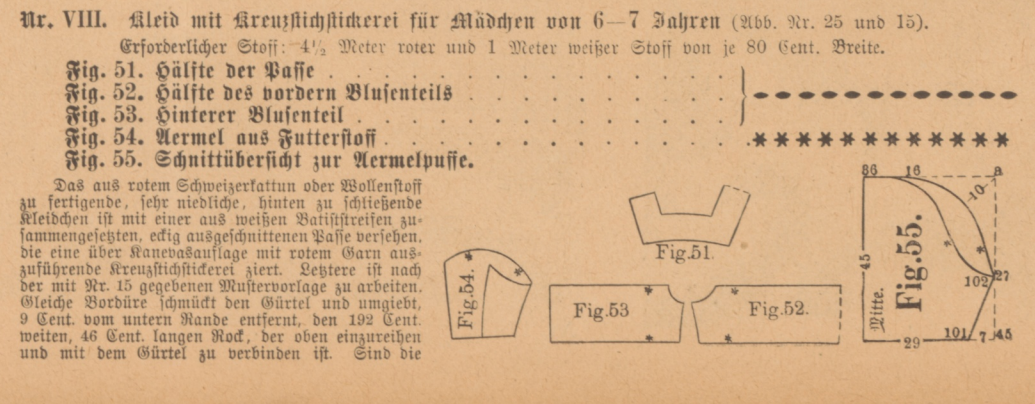 Nr. VIII. Kleid mit Kreuzstichstickerei für Mädchen von 6—7 Jahren (Abb. Nr. 25 und 15).
Erforderlicher Stoff: 4½ Meter roter und 1 Meter weißer Stoff von je 80 Cent. Breite.
Fig. 51. Hälfte der Passe
Fig. 52. Hälfte des vordern Blusenteils
Fig. 53. Hinterer Blusenteil
Fig. 54. Aermel aus Futterstoff
Fig. 55. Schnittübersicht zur Aermelpuffe.
Das aus rotem Schweizerkattun oder Wollenstoff
zu fertigende, sehr niedliche, hinten zu schließende
Kleidchen ist mit einer aus weißen Batiststreifen zu-
sammengesetzten, eckig ausgeschnittenen Passe versehen,
die eine über Kanevasauflage mit rotem Garn aus-
zuführende Kreuzstichstickerei ziert. Letztere ist nach
der mit Nr. 15 gegebenen Mustervorlage zu arbeiten.
Gleiche Bordüre schmückt den Gürtel und umgiebt,
9 Cent. vom untern Rande entfernt, den 192 Cent.
weiten, 46 Cent. langen Rock, der oben einzureihen
und mit dem Gürtel zu verbinden ist. Sind die
Fig.54.
Fig.51.
Fig.53
Fig.52.
86 16 a
-10-
45
Mitte.
Fig.55.
102 27
29 101 7 45